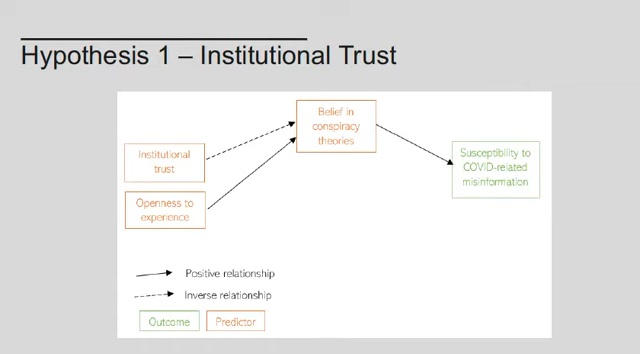 Hypothesis 1 – Institutional Trust
Belief in
conspiracy
theories
Institutional
trust
Susceptibility to
COVID-related
misinformation
Openness to
experience
Positive relationship
Inverse relationship
Outcome
Predictor